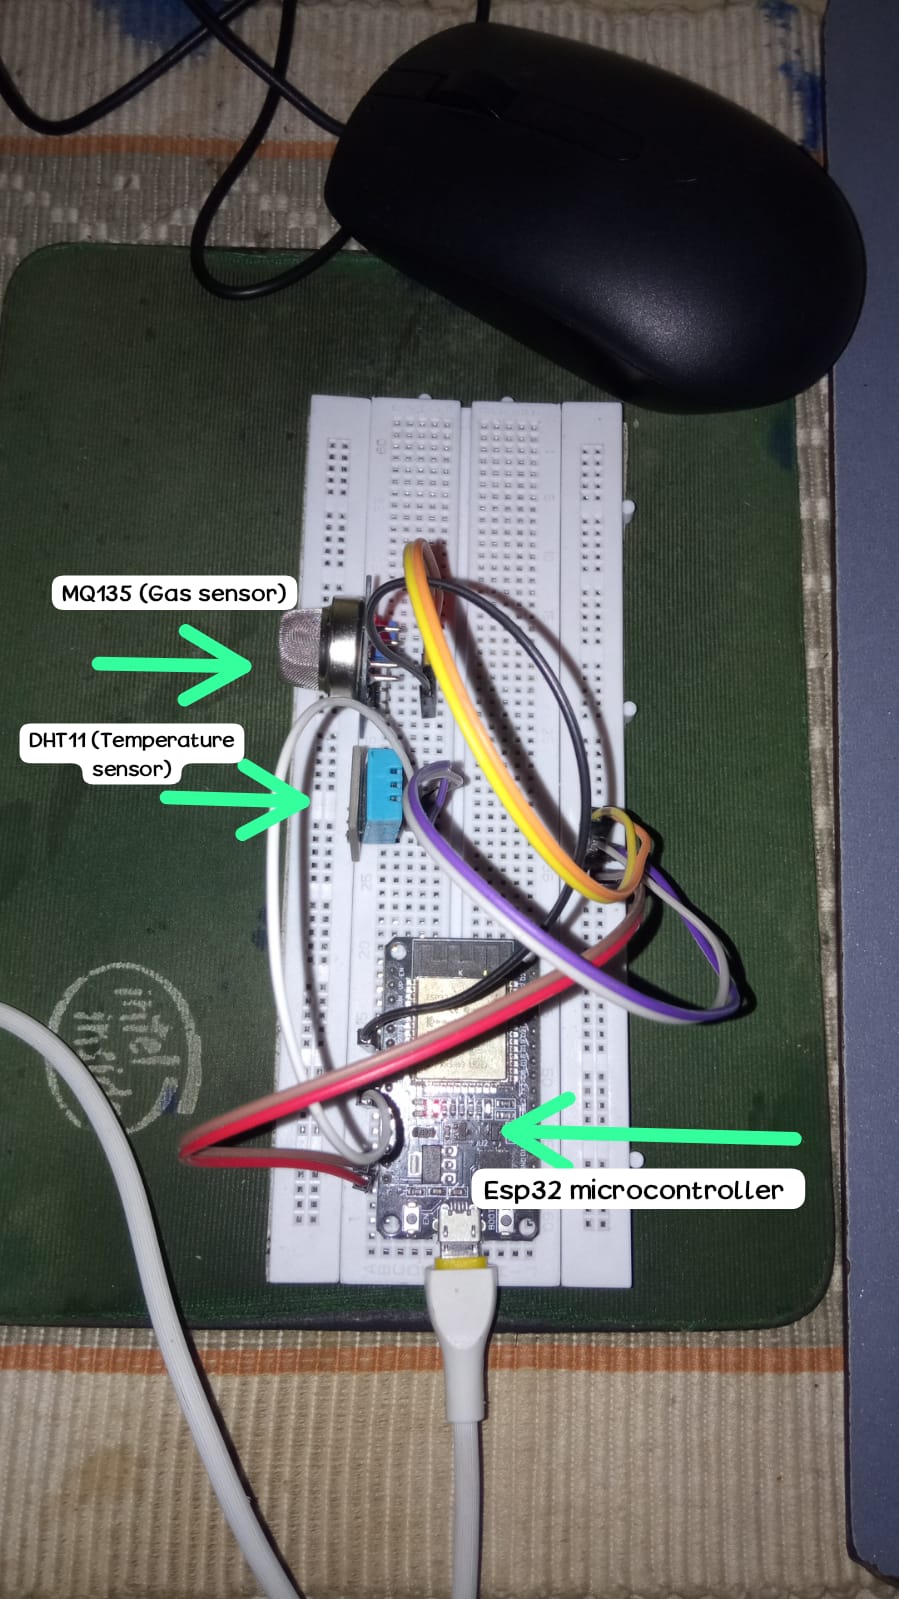 MQ135 (Gas sensor)
DHT11 (Temperature
sensor)
Esp32 microcontroller